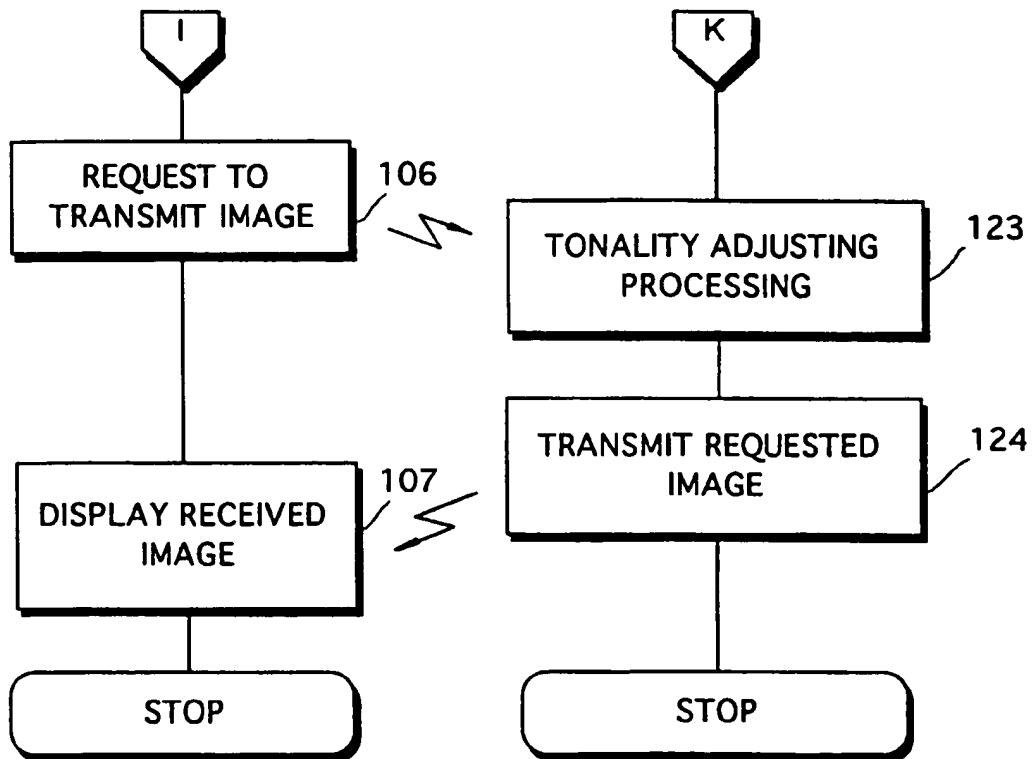 I
K
REQUEST TO
TRANSMIT IMAGE
106
TONALITY ADJUSTING
PROCESSING
123
TRANSMIT REQUESTED
IMAGE
124
DISPLAY RECEIVED
IMAGE
107
STOP
STOP